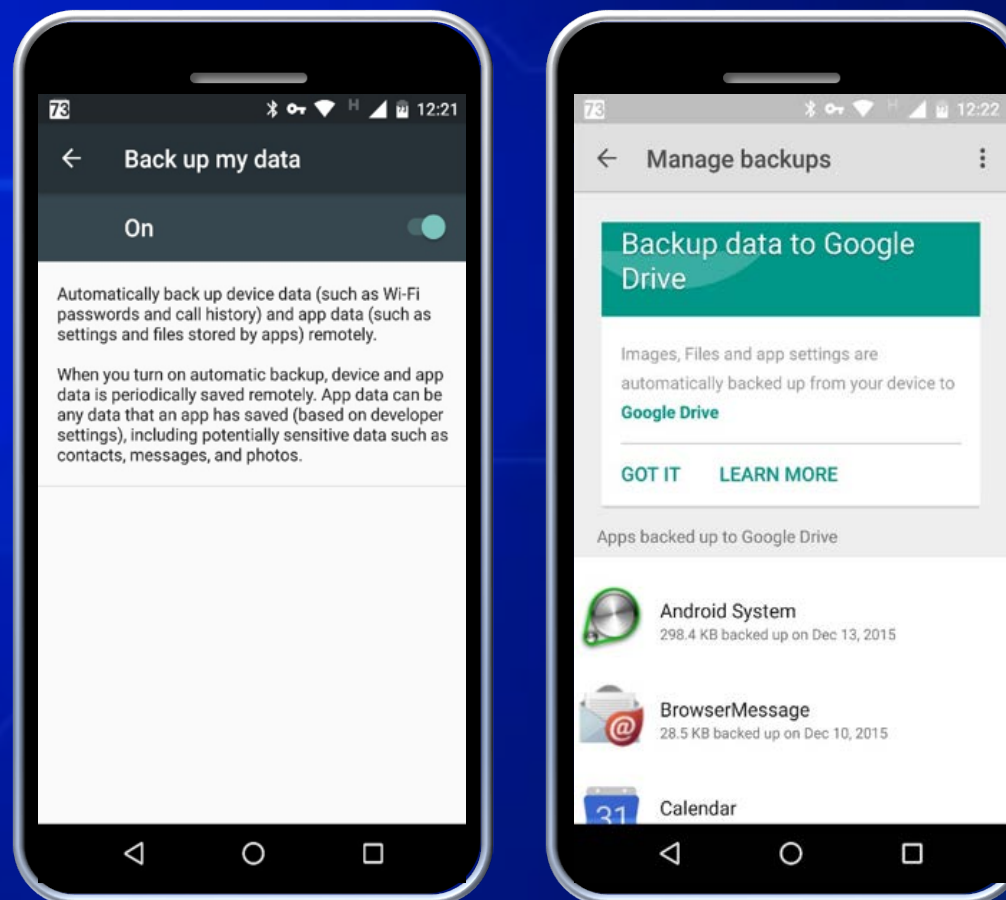 73
H
12:21
Back up my data
On
Automatically back up device data (such as Wi-Fi
passwords and call history) and app data (such as
settings and files stored by apps) remotely.
When you turn on automatic backup, device and app
data is periodically saved remotely. App data can be
any data that an app has saved (based on developer
settings), including potentially sensitive data such as
contacts, messages, and photos.
73
H
12:22
Manage backups
Backup data to Google
Drive
Images, Files and app settings are
automatically backed up from your device to
Google Drive
GOT IT LEARN MORE
Apps backed up to Google Drive
Android System
298.4 KB backed up on Dec 13, 2015
@
BrowserMessage
28.5 KB backed up on Dec 10, 2015
31
Calendar